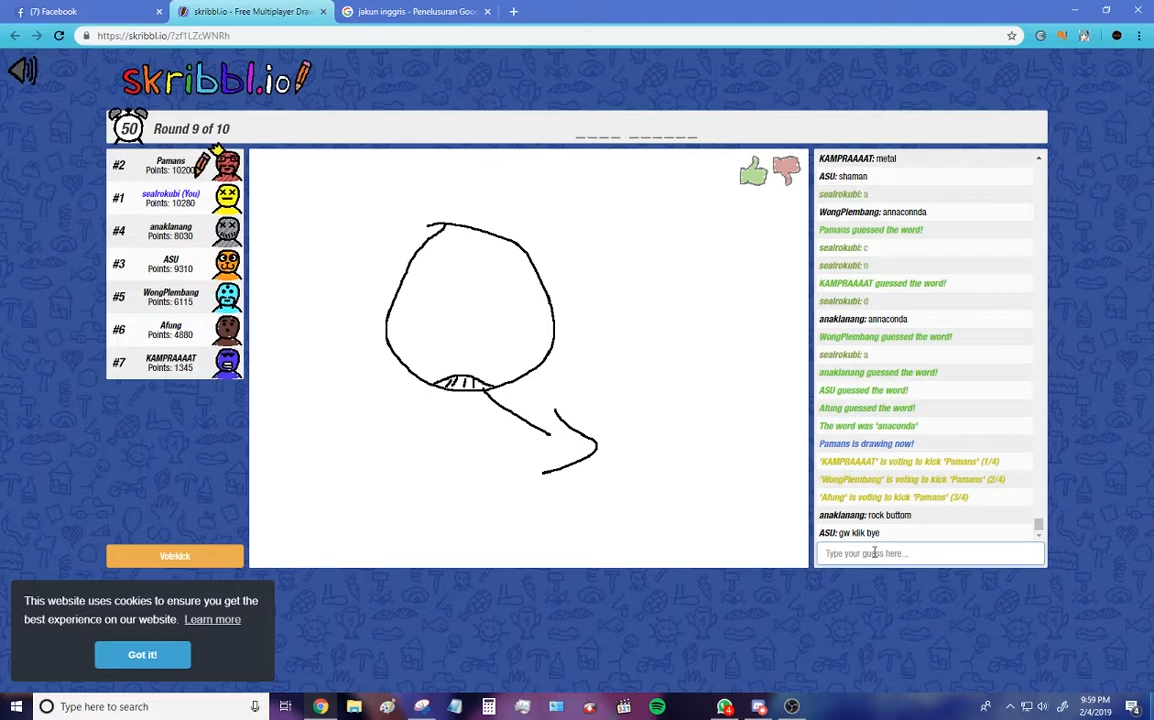 (7) Facebook
skribbl.io - Free Multiplayer Draw
jakun inggris - Penelusuran Goo
https://skribbl.io/?zf1LZcWNRh
skribbl.io
50
Round 9 of 10
____ ______
#2
Pamans
Points: 10200
#1
sealrokubi (You)
Points: 10280
#4
anaklanang
Points: 8030
#3
ASU
Points: 9310
#5
WongPlembang
Points: 6115
#6
Afung
Points: 4880
#7
KAMPRAAAAT
Points: 1345
Votekick
KAMPRAAAAT: metal
ASU: shaman
sealrokubi: a
WongPlembang: annaconnda
Pamans guessed the word!
sealrokubi: c
sealrokubi: n
KAMPRAAAAT guessed the word!
sealrokubi: d
anaklanang: annaconda
WongPlembang guessed the word!
sealrokubi: a
anaklanang guessed the word!
ASU guessed the word!
Afung guessed the word!
The word was 'anaconda'
Pamans is drawing now!
'KAMPRAAAAT' is voting to kick 'Pamans' (1/4)
'WongPlembang' is voting to kick 'Pamans' (2/4)
'Afung' is voting to kick 'Pamans' (3/4)
anaklanang: rock buttom
ASU: gw klik bye
Type your guess here...
This website uses cookies to ensure you get the
best experience on our website. Learn more
Got it!
Type here to search
321
4
9:59 PM
2/4/2019